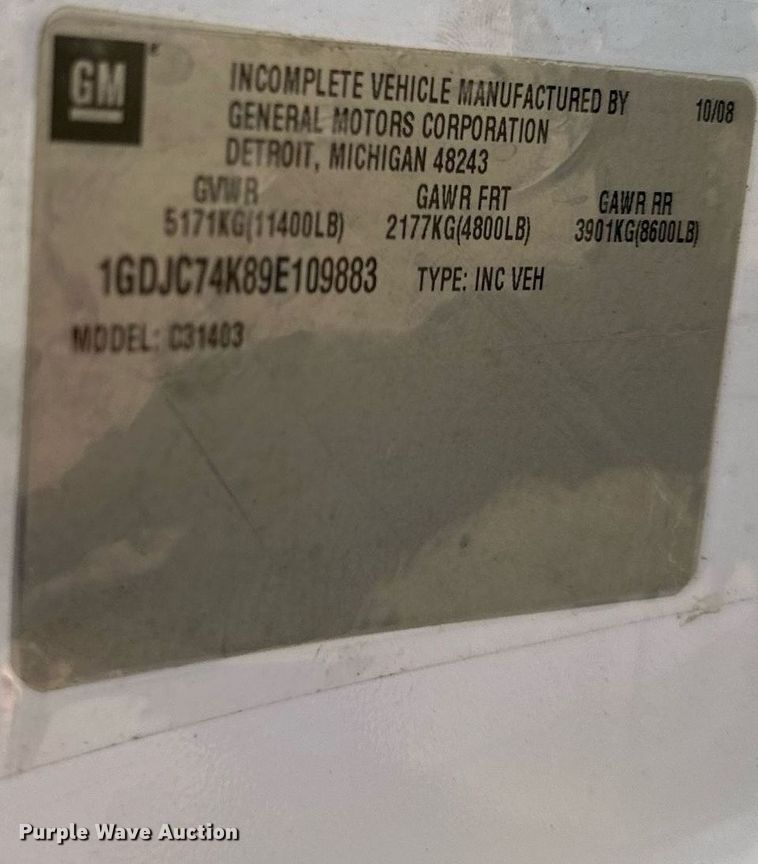 GM
INCOMPLETE VEHICLE MANUFACTURED BY 10/08
GENERAL MOTORS CORPORATION
DETROIT, MICHIGAN 48243
GVWR GAWR FRT GAWR RR
5171KG(11400LB) 2177KG(4800LB) 3901KG(8600LB)
1GDJC74K89E109883 TYPE: INC VEH
MODEL: C31403
Purple Wave Auction